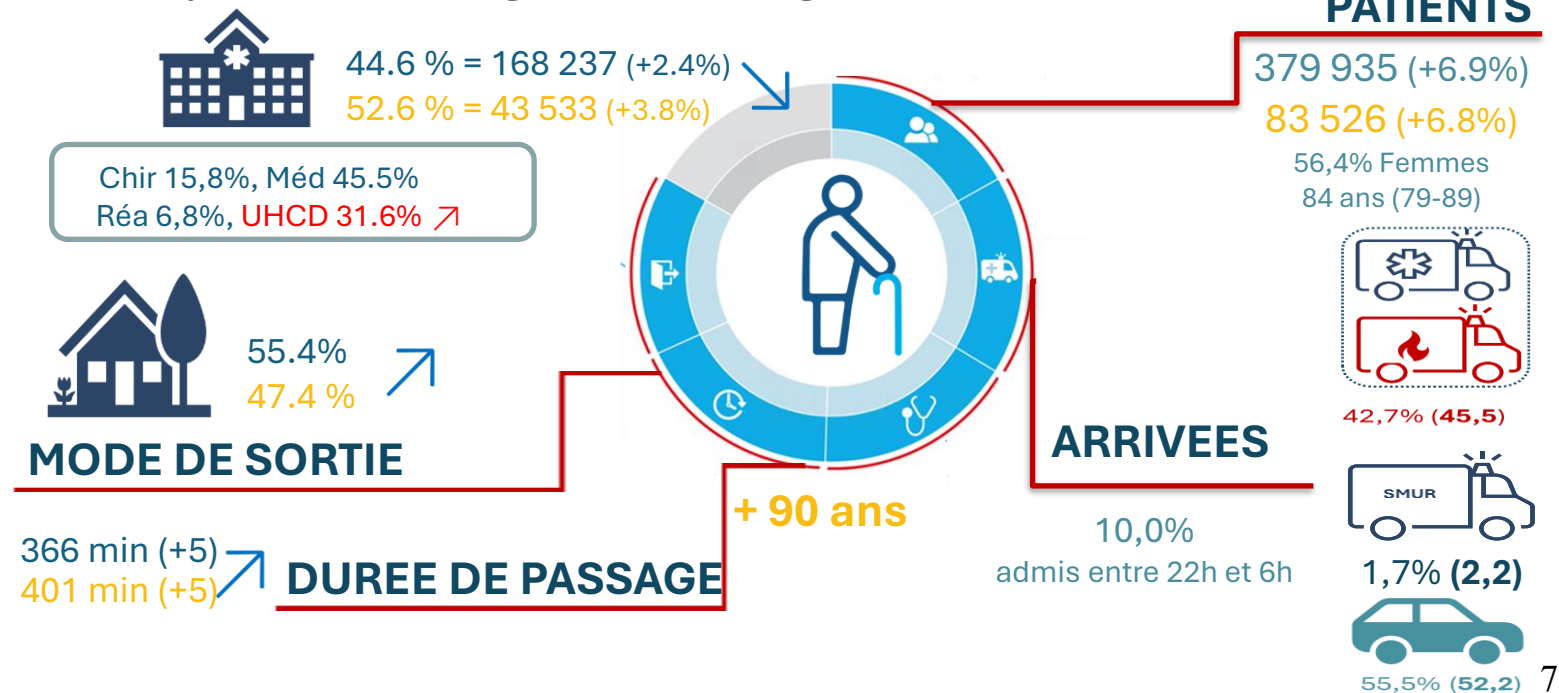 PATIENTS
44.6 % = 168 237 (+2.4%)
52.6 % = 43 533 (+3.8%)
379 935 (+6.9%)
83 526 (+6.8%)
56,4% Femmes
84 ans (79-89)
Chir 15,8%, Méd 45.5%
Réa 6,8%, UHCD 31.6%
55.4%
47.4 %
MODE DE SORTIE
42,7% (45,5)
ARRIVEES
SMUR
+ 90 ans
10,0%
admis entre 22h et 6h
366 min (+5)
401 min (+5)
DUREE DE PASSAGE
1,7% (2,2)
55,5% (52,2)
7